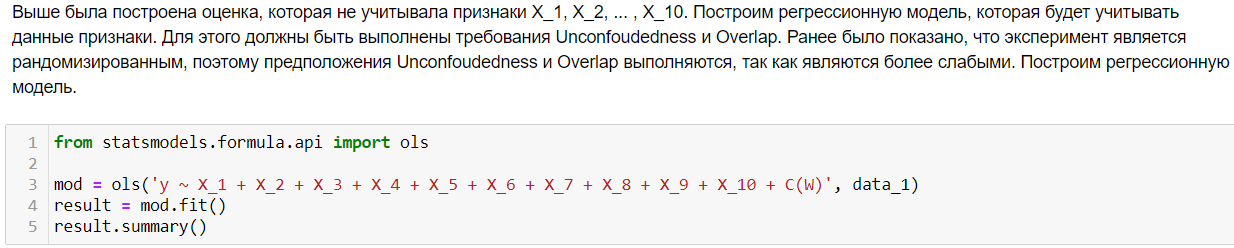 Выше была построена оценка, которая не учитывала признаки X_1, X_2, ... , X_10. Построим регрессионную модель, которая будет учитывать
данные признаки. Для этого должны быть выполнены требования Unconfoudedness и Overlap. Ранее было показано, что эксперимент является
рандомизированным, поэтому предположения Unconfoudedness и Overlap выполняются, так как являются более слабыми. Построим регрессионную
модель.
1 from statsmodels.formula.api import ols
2
3 mod = ols('y ~ X_1 + X_2 + X_3 + X_4 + X_5 + X_6 + X_7 + X_8 + X_9 + X_10 + C(W)', data_1)
4 result = mod.fit()
5 result.summary()